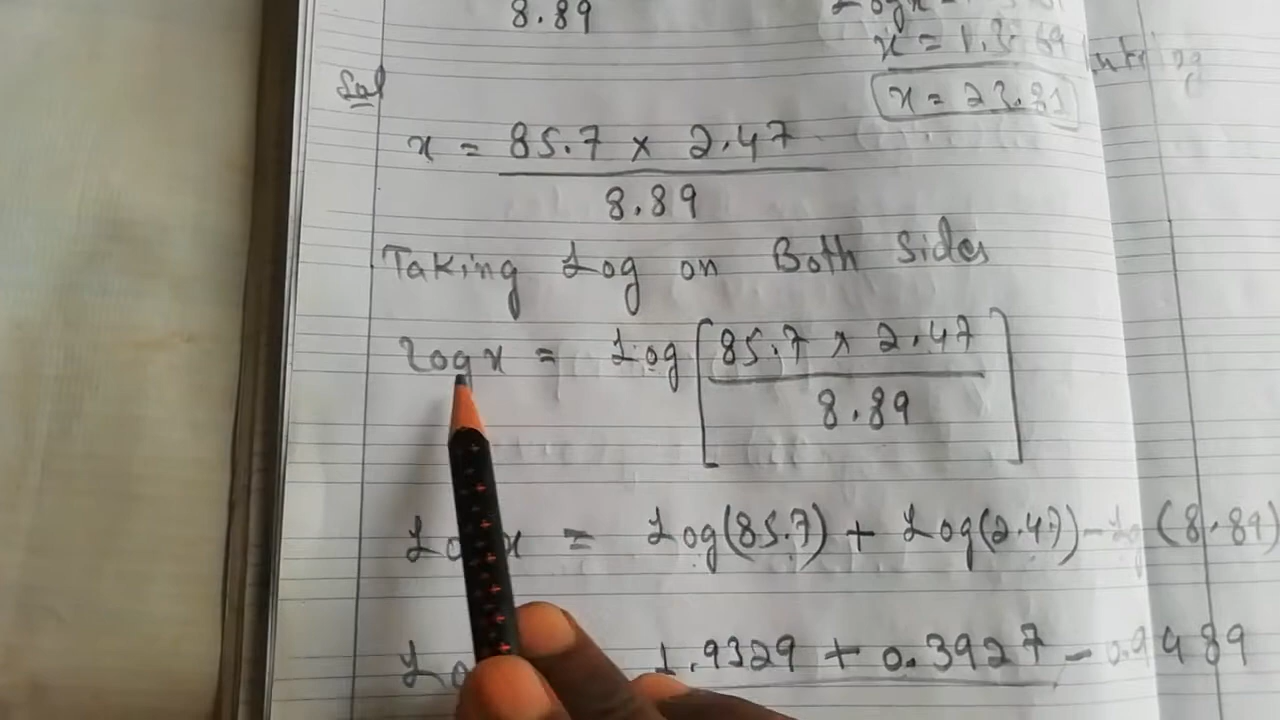 8.89
x =
x = 23.81
Sol
x = 85.7 x 2.47
8.89
Taking Log on Both Sides
Logx = Log[85.7 x 2.47
8.89]
x = Log(85.7) + Log(2.47) - Log(8.89)
1.9329 + 0.3927 - 0.9489